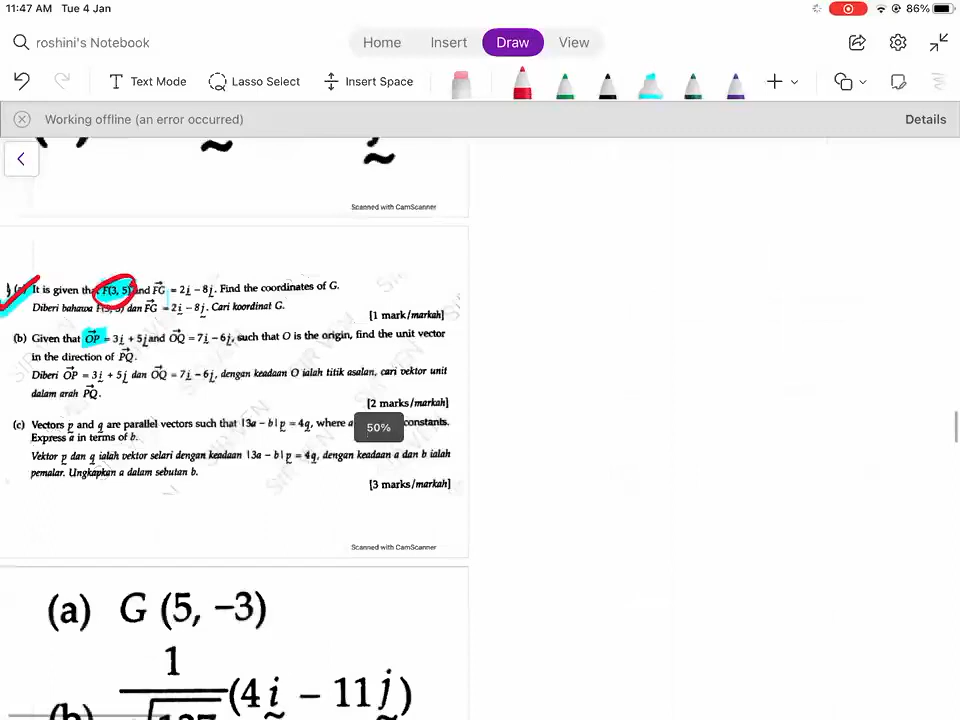 11:47 AM Tue 4 Jan
86%
roshini's Notebook
Home Insert Draw View
Text Mode Lasso Select Insert Space
Working offline (an error occurred) Details
Scanned with CamScanner
(a) It is given that F(3, 5) and FG = 2i − 8j. Find the coordinates of G.
Diberi bahawa F(3, 5) dan FG = 2i − 8j. Cari koordinat G.
[1 mark/markah]
(b) Given that OP = 3i + 5j and OQ = 7i − 6j, such that O is the origin, find the unit vector
in the direction of PQ.
Diberi OP = 3i + 5j dan OQ = 7i − 6j, dengan keadaan O ialah titik asalan, cari vektor unit
dalam arah PQ.
[2 marks/markah]
(c) Vectors p and q are parallel vectors such that |3a − b|p = 4q, where a constants.
50%
Express a in terms of b.
Vektor p dan q ialah vektor selari dengan keadaan |3a − b|p = 4q, dengan keadaan a dan b ialah
pemalar. Ungkapkan a dalam sebutan b.
[3 marks/markah]
Scanned with CamScanner
(a) G (5, −3)
(b) 1/√137 (4i − 11j)